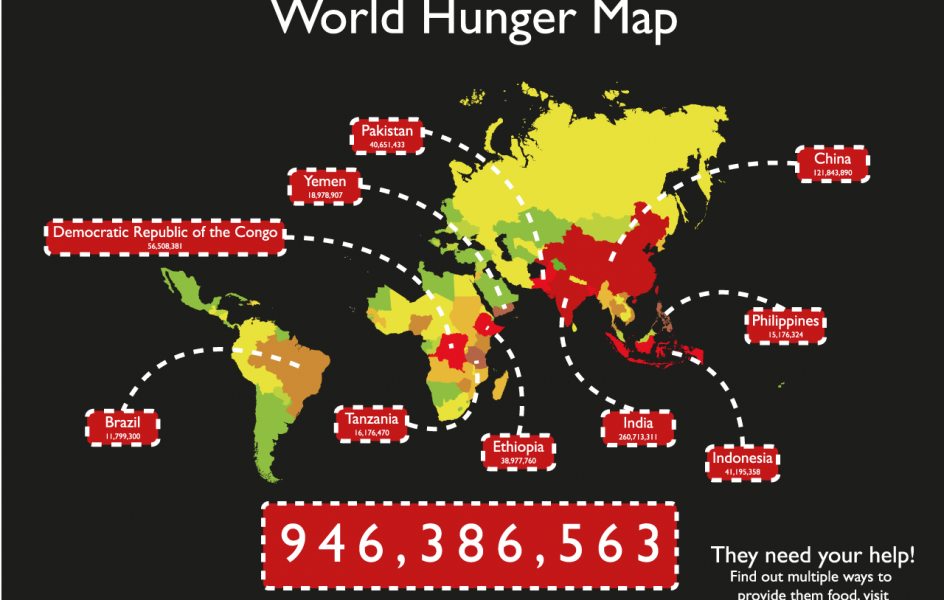 World Hunger Map
Pakistan
40,651,433
China
121,843,890
Yemen
18,978,907
Democratic Republic of the Congo
56,508,381
Philippines
15,176,324
Brazil
11,799,300
Tanzania
16,176,470
Ethiopia
38,977,760
India
260,713,311
Indonesia
41,195,358
946,386,563
They need your help!
Find out multiple ways to
provide them food, visit